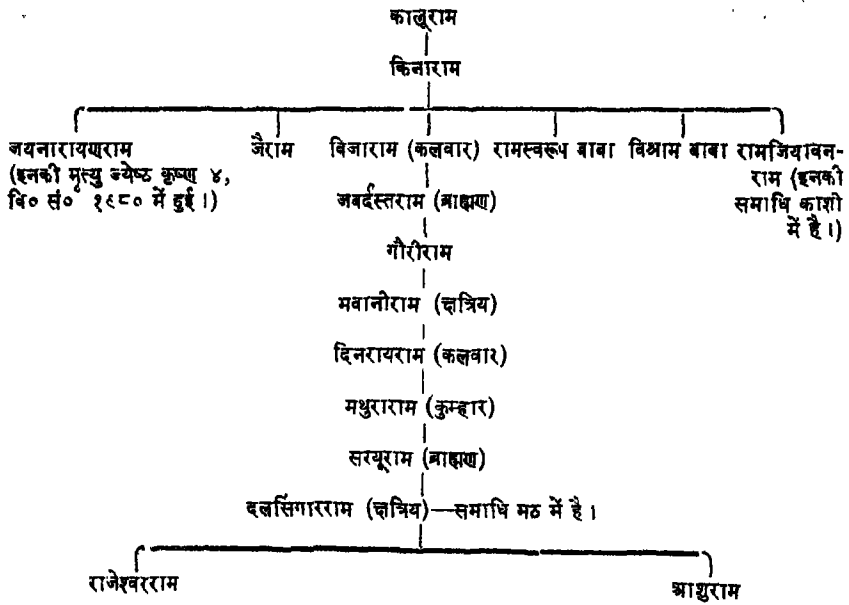 कालूराम
किनाराम
जयनारायणराम जैराम विजाराम (कलवार) रामस्वरूप बाबा विश्राम बाबा रामजियावन-
(इनकी मृत्यु ज्येष्ठ कृष्ण ४, राम (इनकी
वि० सं० १९८० में हुई।) जबर्दस्तराम (ब्राह्मण) समाधि काशी
में है।)
गौरीराम
भवानीराम (क्षत्रिय)
दिनरायराम (कलवार)
मथुराराम (कुम्हार)
सरयूराम (ब्राह्मण)
दलसिंगारराम (क्षत्रिय)—समाधि मठ में है।
राजेश्वरराम आशुराम